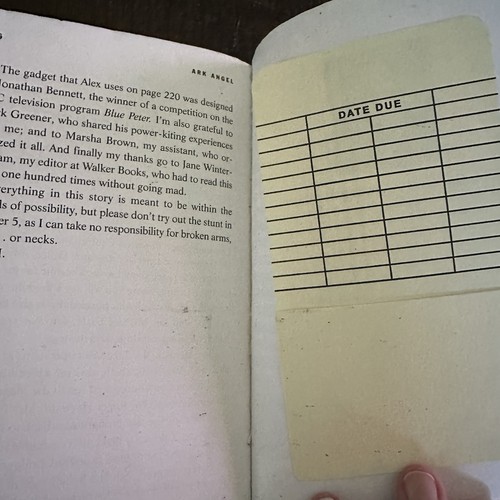 ARK ANGEL
The gadget that Alex uses on page 220 was designed
Jonathan Bennett, the winner of a competition on the
television program Blue Peter. I'm also grateful to
Greener, who shared his power-kiting experiences
me; and to Marsha Brown, my assistant, who or-
it all. And finally my thanks go to Jane Winter-
my editor at Walker Books, who had to read this
one hundred times without going mad.
everything in this story is meant to be within the
of possibility, but please don't try out the stunt in
5, as I can take no responsibility for broken arms,
. . or necks.
DATE DUE